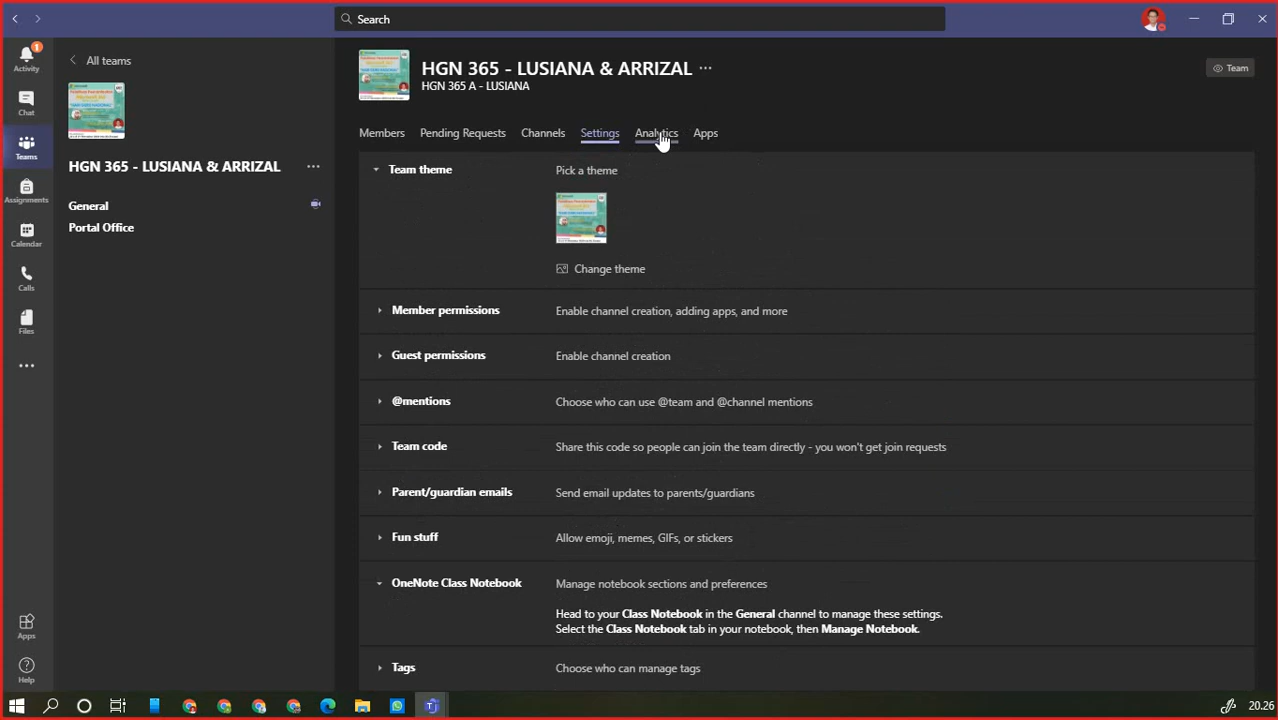 Search
Activity
Chat
Teams
Assignments
Calendar
Calls
Files
Apps
Help
All teams
HGN 365 - LUSIANA & ARRIZAL
General
Portal Office
HGN 365 - LUSIANA & ARRIZAL
HGN 365 A - LUSIANA
Team
Members Pending Requests Channels Settings Analytics Apps
Team theme Pick a theme
Change theme
Member permissions Enable channel creation, adding apps, and more
Guest permissions Enable channel creation
@mentions Choose who can use @team and @channel mentions
Team code Share this code so people can join the team directly - you won't get join requests
Parent/guardian emails Send email updates to parents/guardians
Fun stuff Allow emoji, memes, GIFs, or stickers
OneNote Class Notebook Manage notebook sections and preferences
Head to your Class Notebook in the General channel to manage these settings.
Select the Class Notebook tab in your notebook, then Manage Notebook.
Tags Choose who can manage tags
20.26